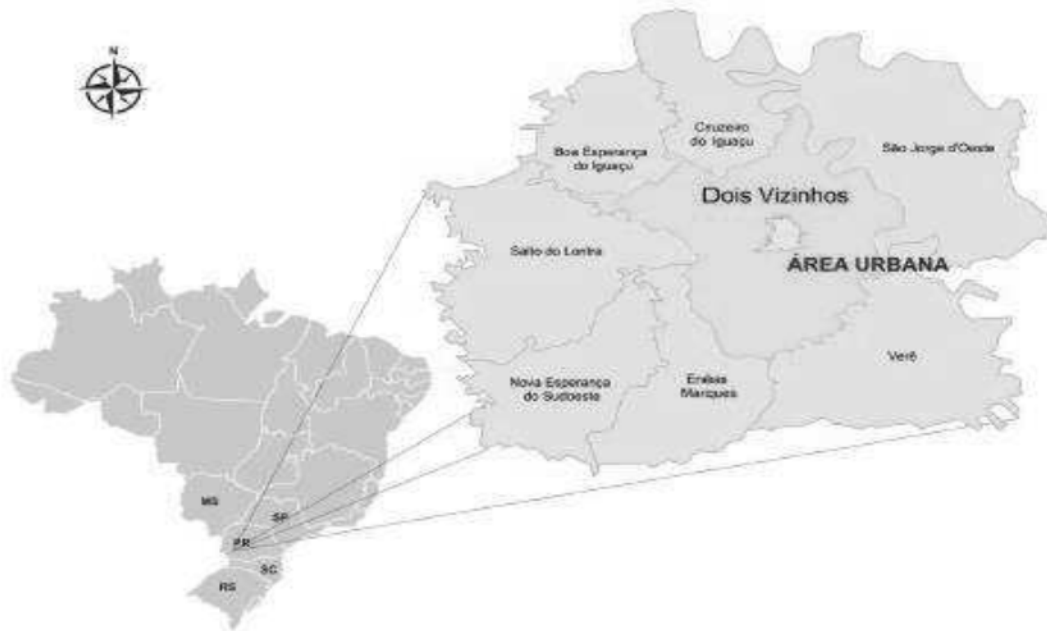 N
Cruzeiro
do Iguaçu
Boa Esperança
do Iguaçu
São Jorge d'Oeste
Dois Vizinhos
Salto do Lontra
ÁREA URBANA
Verê
Nova Esperança
do Sudoeste
Enéas
Marques
MS
SP
PR
SC
RS